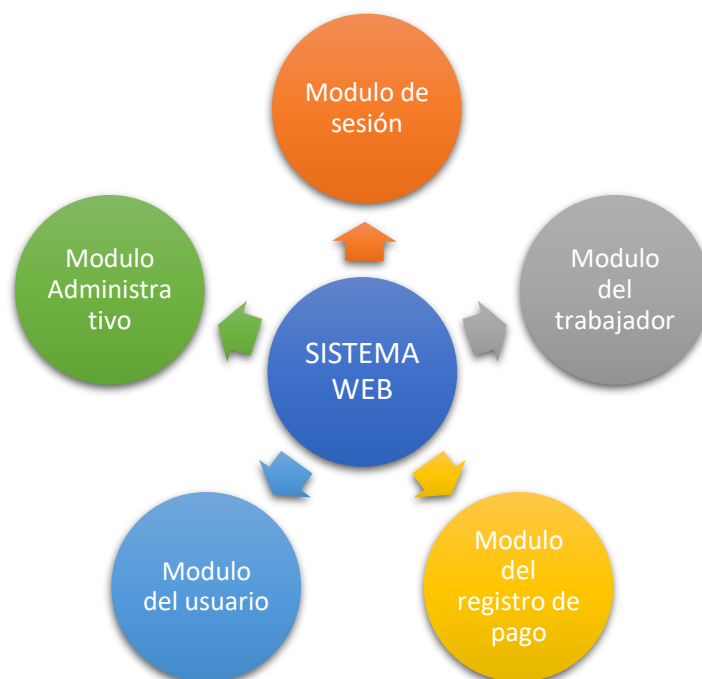 Modulo de
sesión
Modulo
Administra
tivo
Modulo
del
trabajador
SISTEMA
WEB
Modulo
del usuario
Modulo
del
registro de
pago